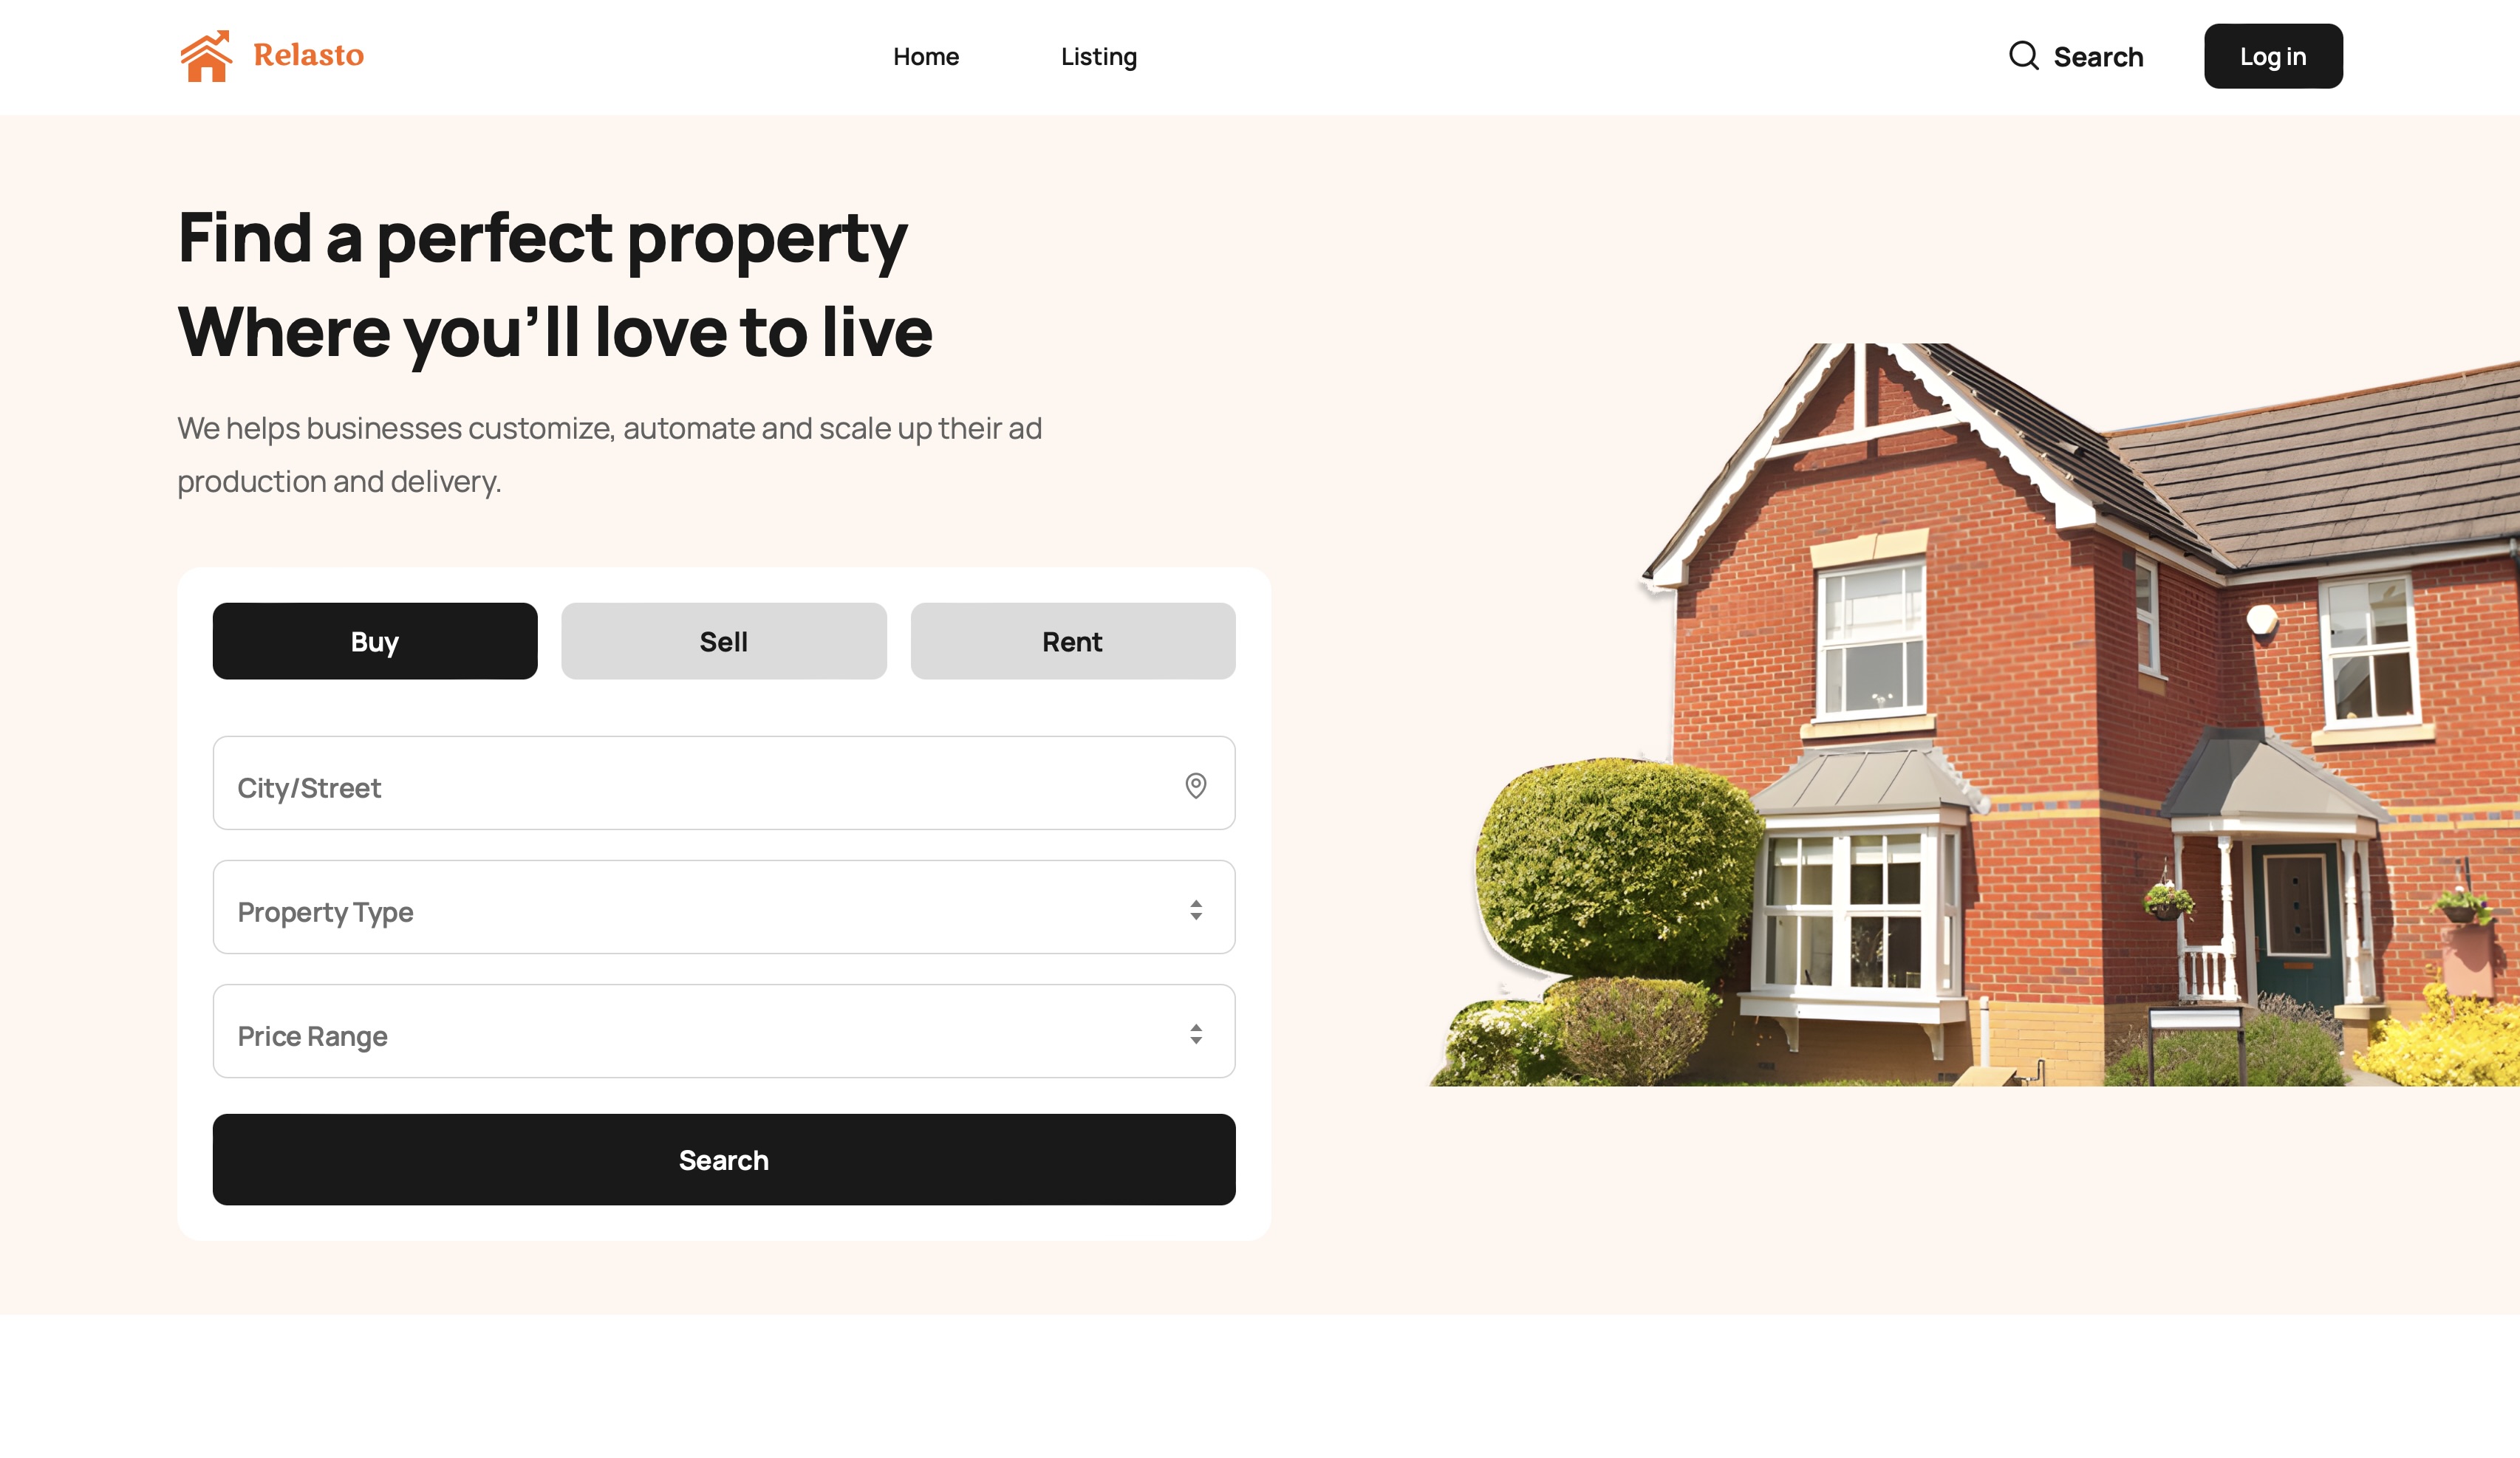 Relasto
Home
Listing
Search
Log in
Find a perfect property
Where you’ll love to live
We helps businesses customize, automate and scale up their ad
production and delivery.
Buy
Sell
Rent
City/Street
Property Type
Price Range
Search